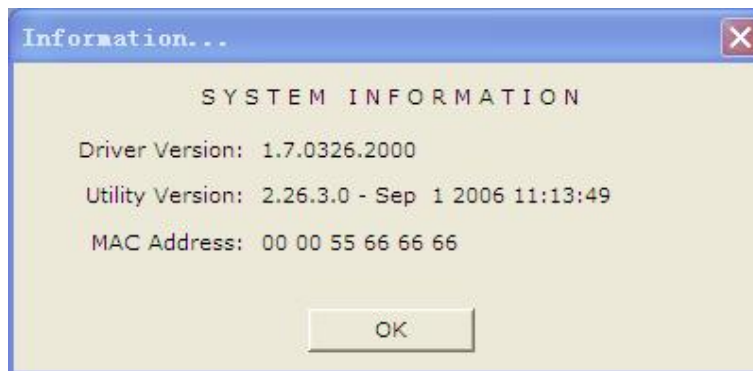 Information...
SYSTEM INFORMATION
Driver Version: 1.7.0326.2000
Utility Version: 2.26.3.0 - Sep 1 2006 11:13:49
MAC Address: 00 00 55 66 66 66
OK